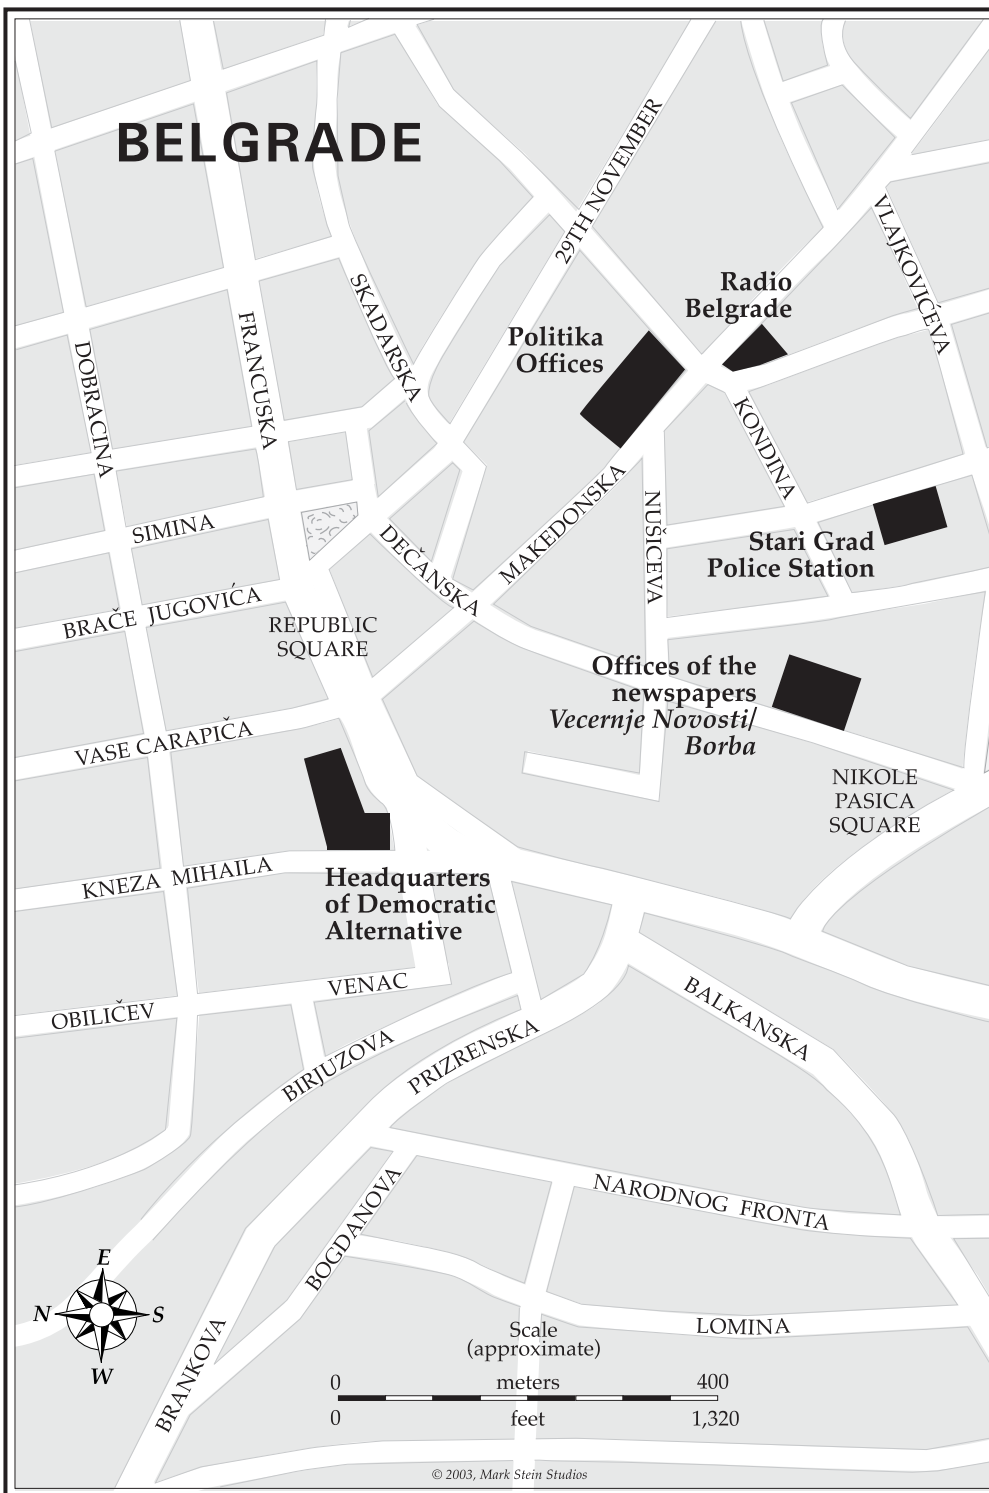 BELGRADE
29TH NOVEMBER
VLAJKOVIĆEVA
SKADARSKA
Radio
Belgrade
FRANCUSKA
Politika
Offices
DOBRACINA
KONDINA
MAKEDONSKA
NUŠICEVA
SIMINA
DEČANSKA
Stari Grad
Police Station
BRAČE JUGOVIĆA
REPUBLIC
SQUARE
Offices of the
newspapers
Vecernje Novosti/
Borba
VASE CARAPIČA
NIKOLE
PASICA
SQUARE
KNEZA MIHAILA
Headquarters
of Democratic
Alternative
OBILIČEV VENAC
BALKANSKA
BIRJUZOVA
PRIZRENSKA
NARODNOG FRONTA
BOGDANOVA
E
N S
W
LOMINA
BRANKOVA
Scale
(approximate)
0 meters 400
0 feet 1,320
© 2003, Mark Stein Studios